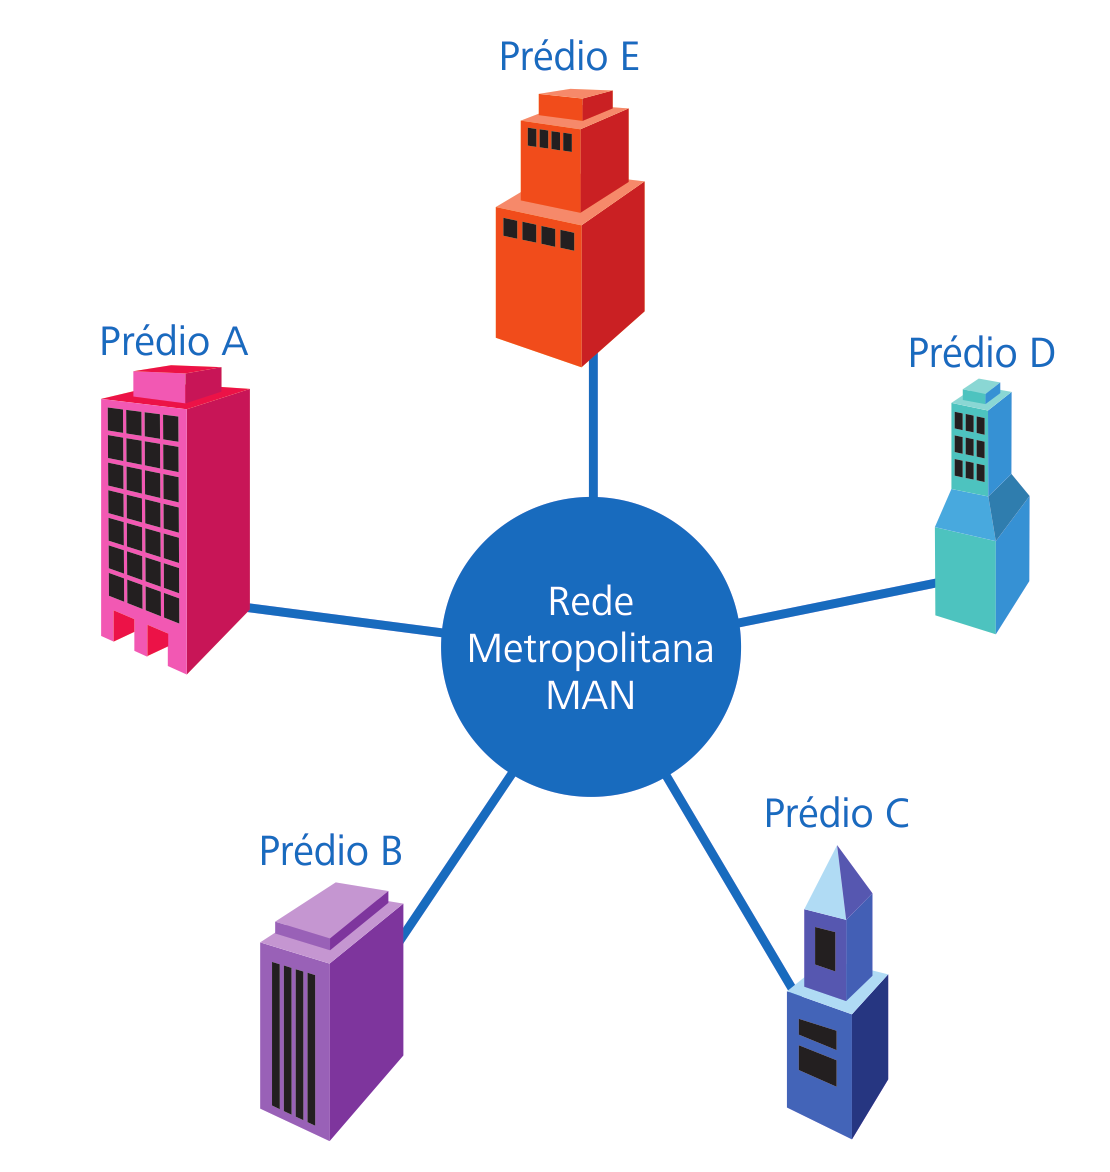 Prédio E
Prédio A
Prédio D
Rede
Metropolitana
MAN
Prédio C
Prédio B